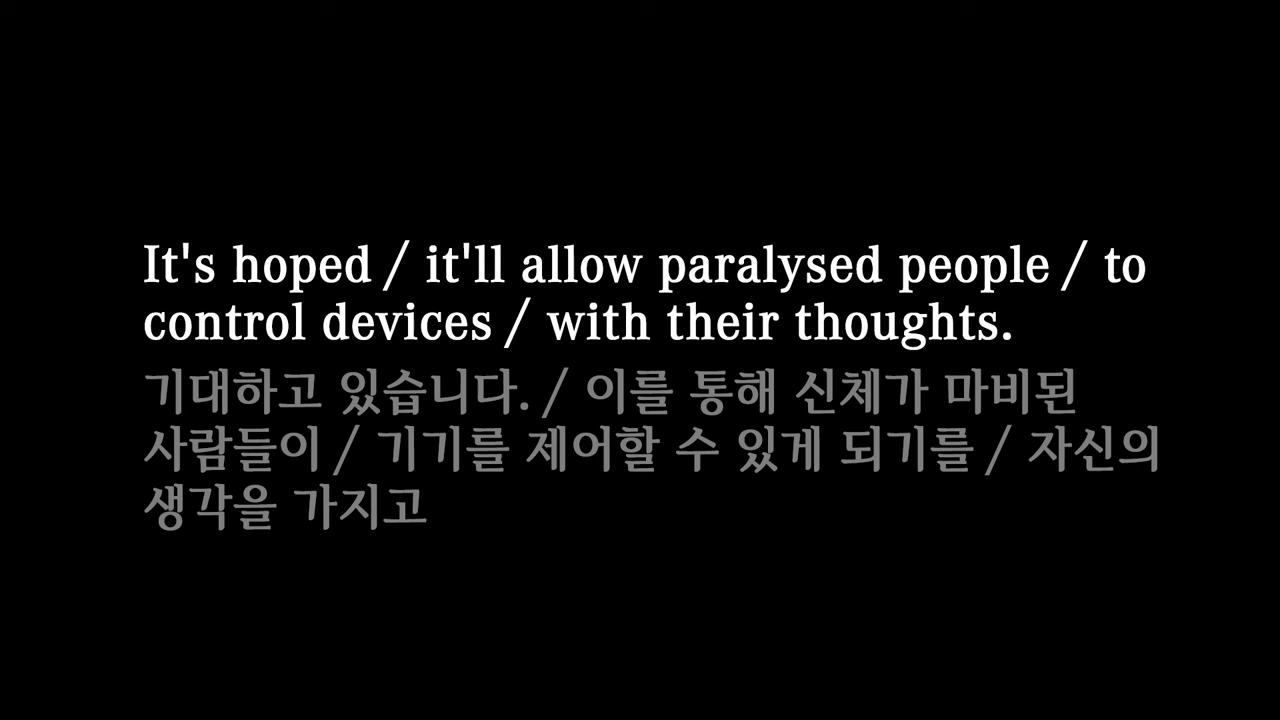 It's hoped / it'll allow paralysed people / to
control devices / with their thoughts.
기대하고 있습니다. / 이를 통해 신체가 마비된
사람들이 / 기기를 제어할 수 있게 되기를 / 자신의
생각을 가지고